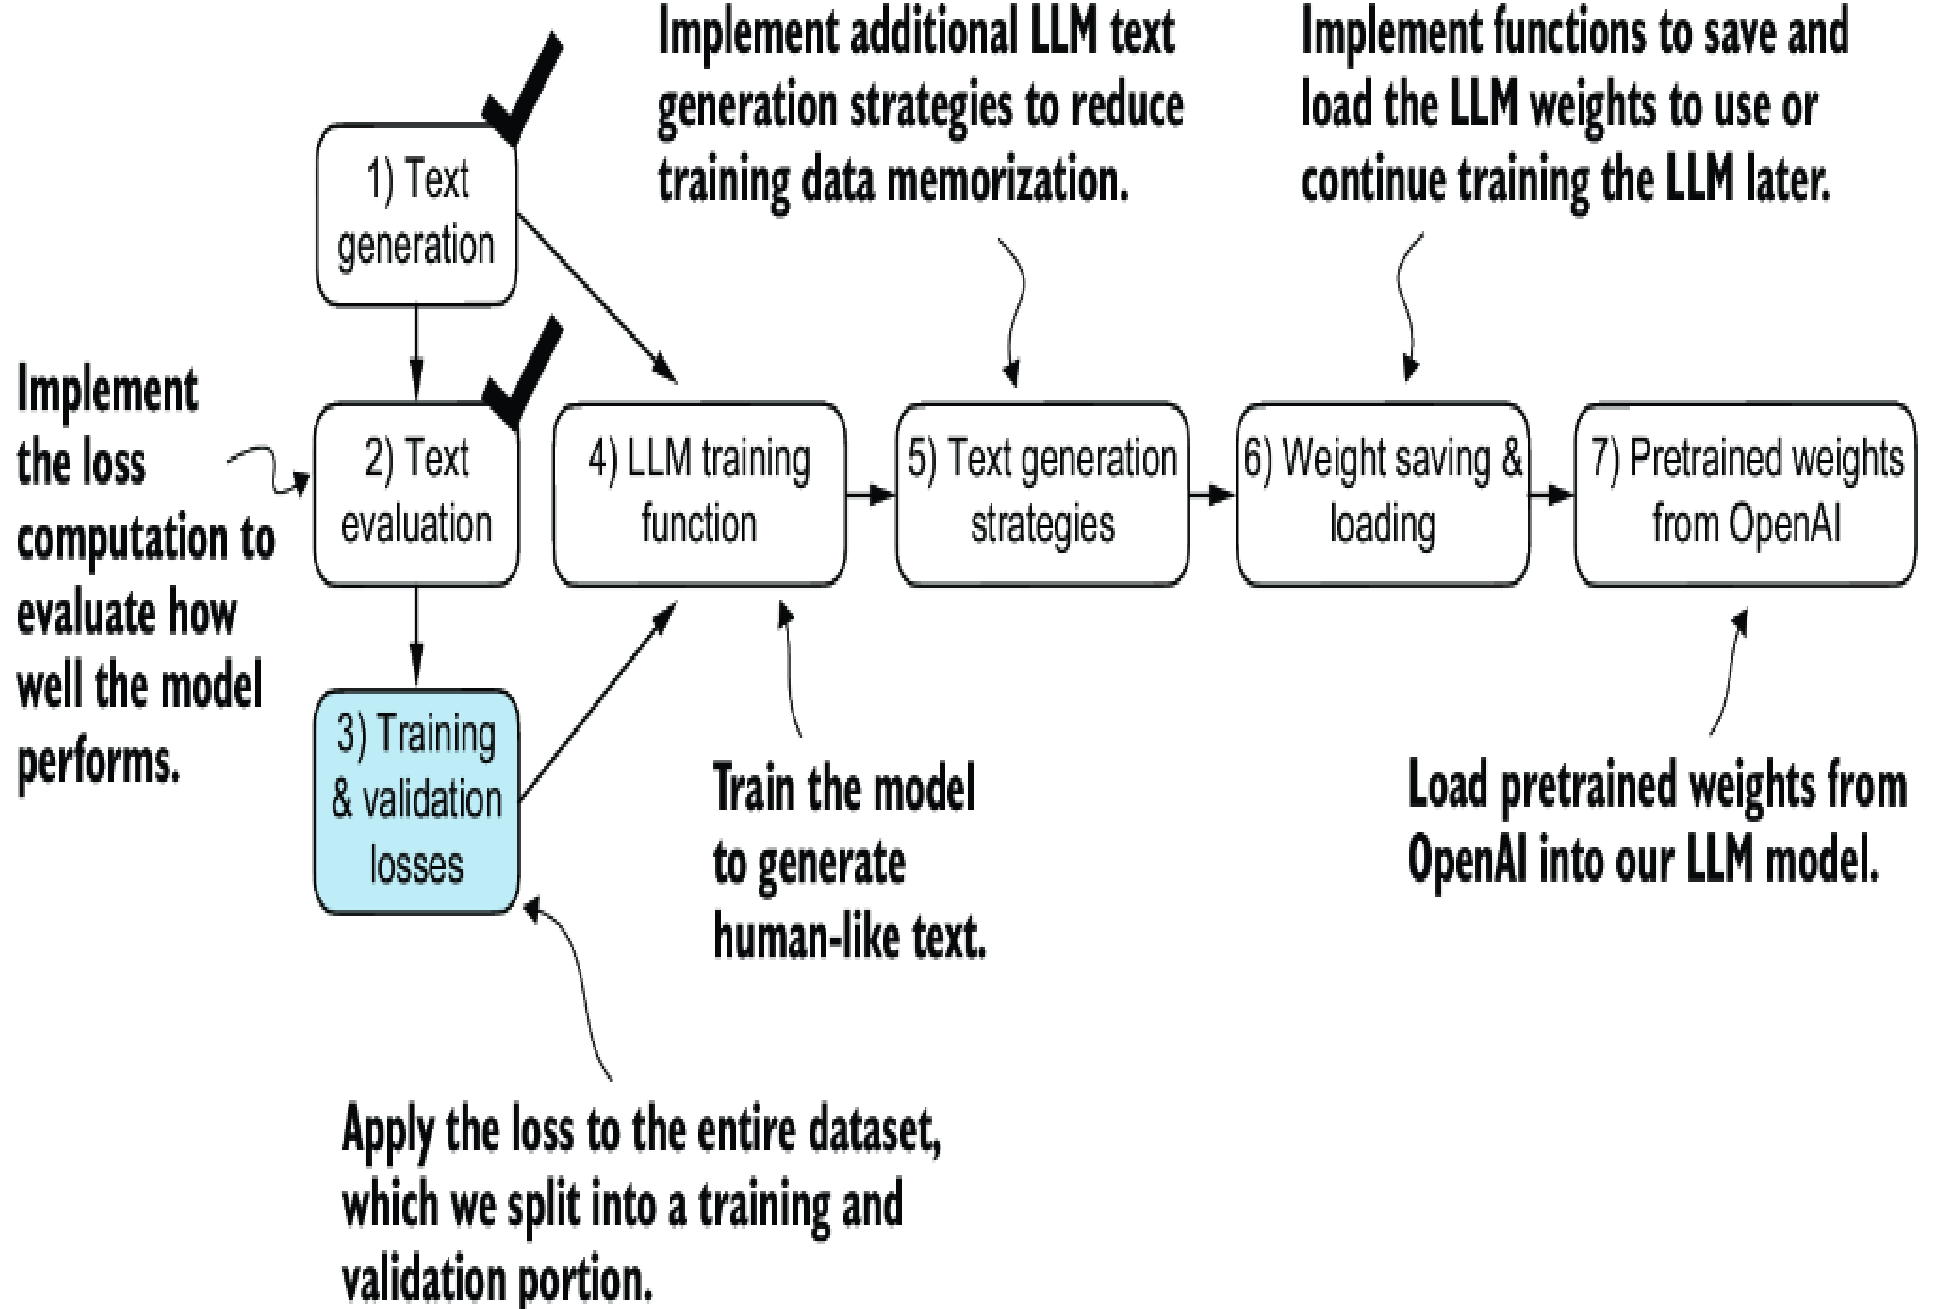 Implement additional LLM text
generation strategies to reduce
training data memorization.
Implement functions to save and
load the LLM weights to use or
continue training the LLM later.
1) Text
generation
Implement
the loss
computation to
evaluate how
well the model
performs.
2) Text
evaluation
4) LLM training
function
5) Text generation
strategies
6) Weight saving &
loading
7) Pretrained weights
from OpenAI
3) Training
& validation
losses
Train the model
to generate
human-like text.
Load pretrained weights from
OpenAI into our LLM model.
Apply the loss to the entire dataset,
which we split into a training and
validation portion.